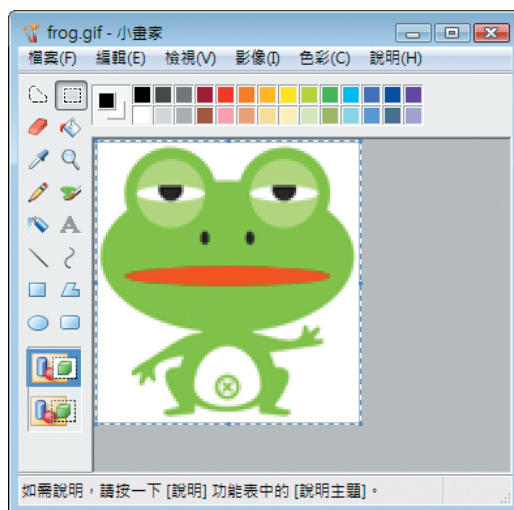 frog.gif - 小畫家
檔案(F) 編輯(E) 檢視(V) 影像(I) 色彩(C) 說明(H)
A
如需說明，請按一下 [說明] 功能表中的 [說明主題]。